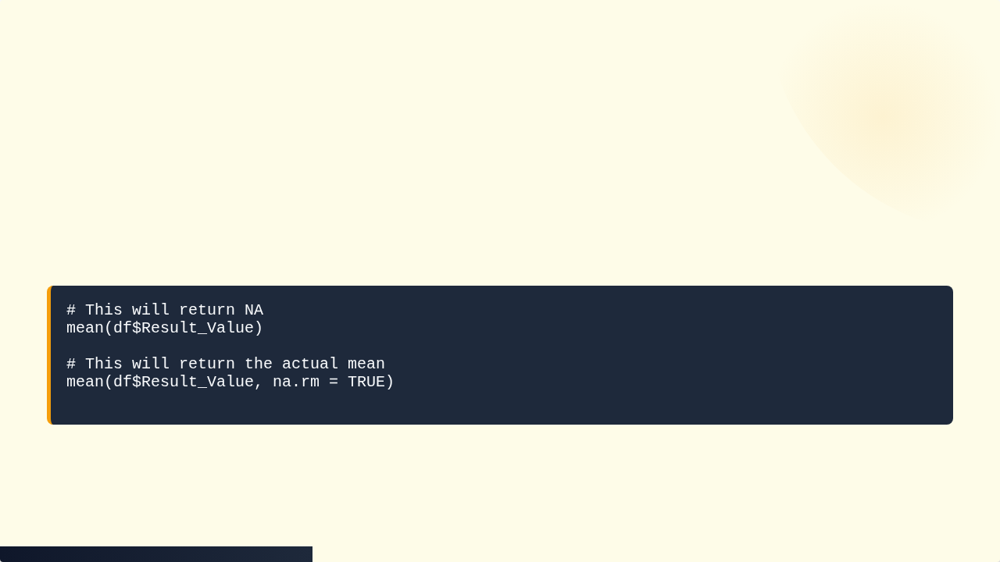 # This will return NA
mean(df$Result_Value)
# This will return the actual mean
mean(df$Result_Value, na.rm = TRUE)